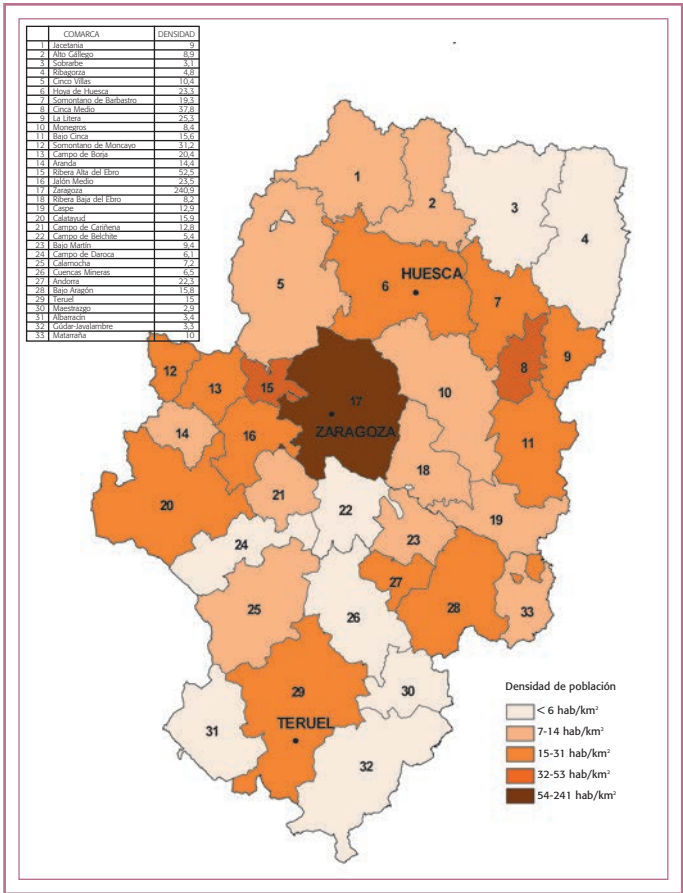 COMARCA DENSIDAD
1 Jacetania 9
2 Alto Gállego 8,9
3 Sobrarbe 3,1
4 Ribagorza 4,8
5 Cinco Villas 10,4
6 Hoya de Huesca 23,3
7 Somontano de Barbastro 19,3
8 Cinca Medio 37,8
9 La Litera 25,3
10 Monegros 8,4
11 Bajo Cinca 15,6
12 Somontano de Moncayo 31,2
13 Campo de Borja 20,4
14 Aranda 14,4
15 Ribera Alta del Ebro 52,5
16 Jalón Medio 23,5
17 Zaragoza 240,9
18 Ribera Baja del Ebro 8,2
19 Caspe 12,9
20 Calatayud 15,9
21 Campo de Cariñena 12,8
22 Campo de Belchite 5,4
23 Bajo Martín 9,4
24 Campo de Daroca 6,1
25 Calamocha 7,2
26 Cuencas Mineras 6,5
27 Andorra 22,3
28 Bajo Aragón 15,8
29 Teruel 15
30 Maestrazgo 2,9
31 Albarracín 3,4
32 Gúdar-Javalambre 3,3
33 Matarraña 10
1
2
3
4
5
6
HUESCA
7
8
9
10
11
12
13
14
15
16
17
ZARAGOZA
18
19
20
21
22
23
24
25
26
27
28
33
29
TERUEL
30
31
32
Densidad de población
< 6 hab/km²
7-14 hab/km²
15-31 hab/km²
32-53 hab/km²
54-241 hab/km²